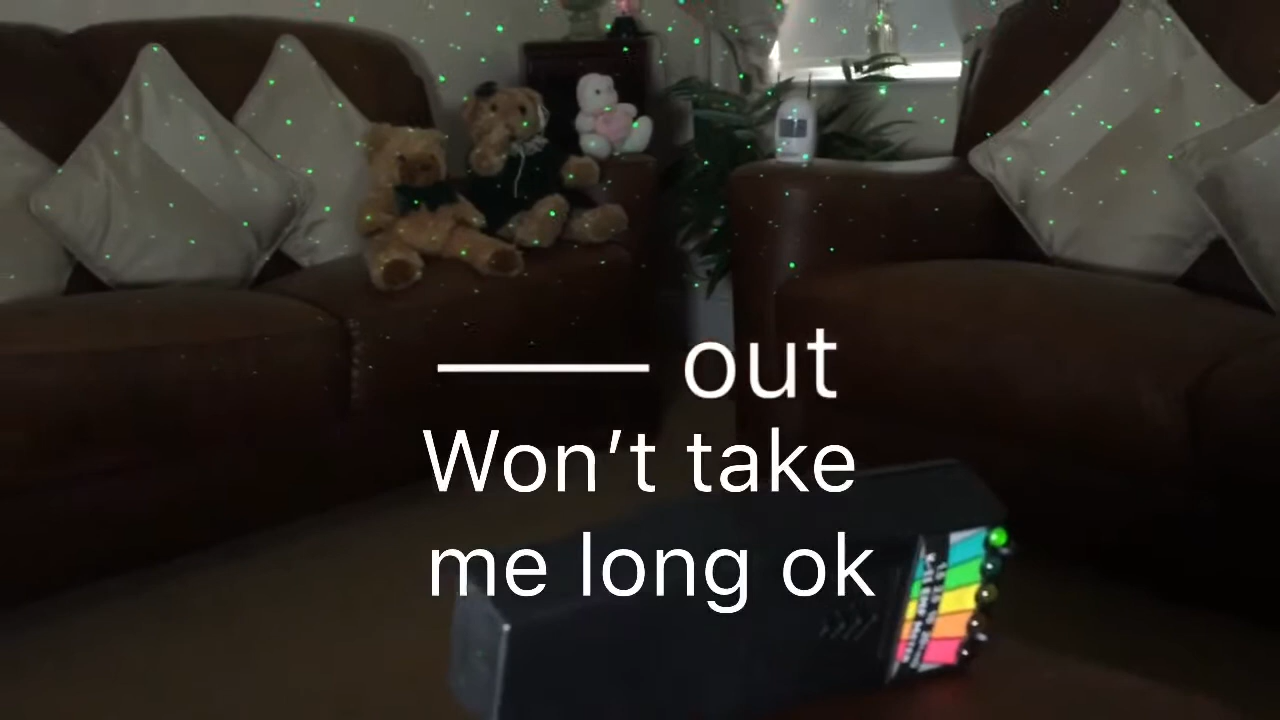 —— out
Won’t take
me long ok